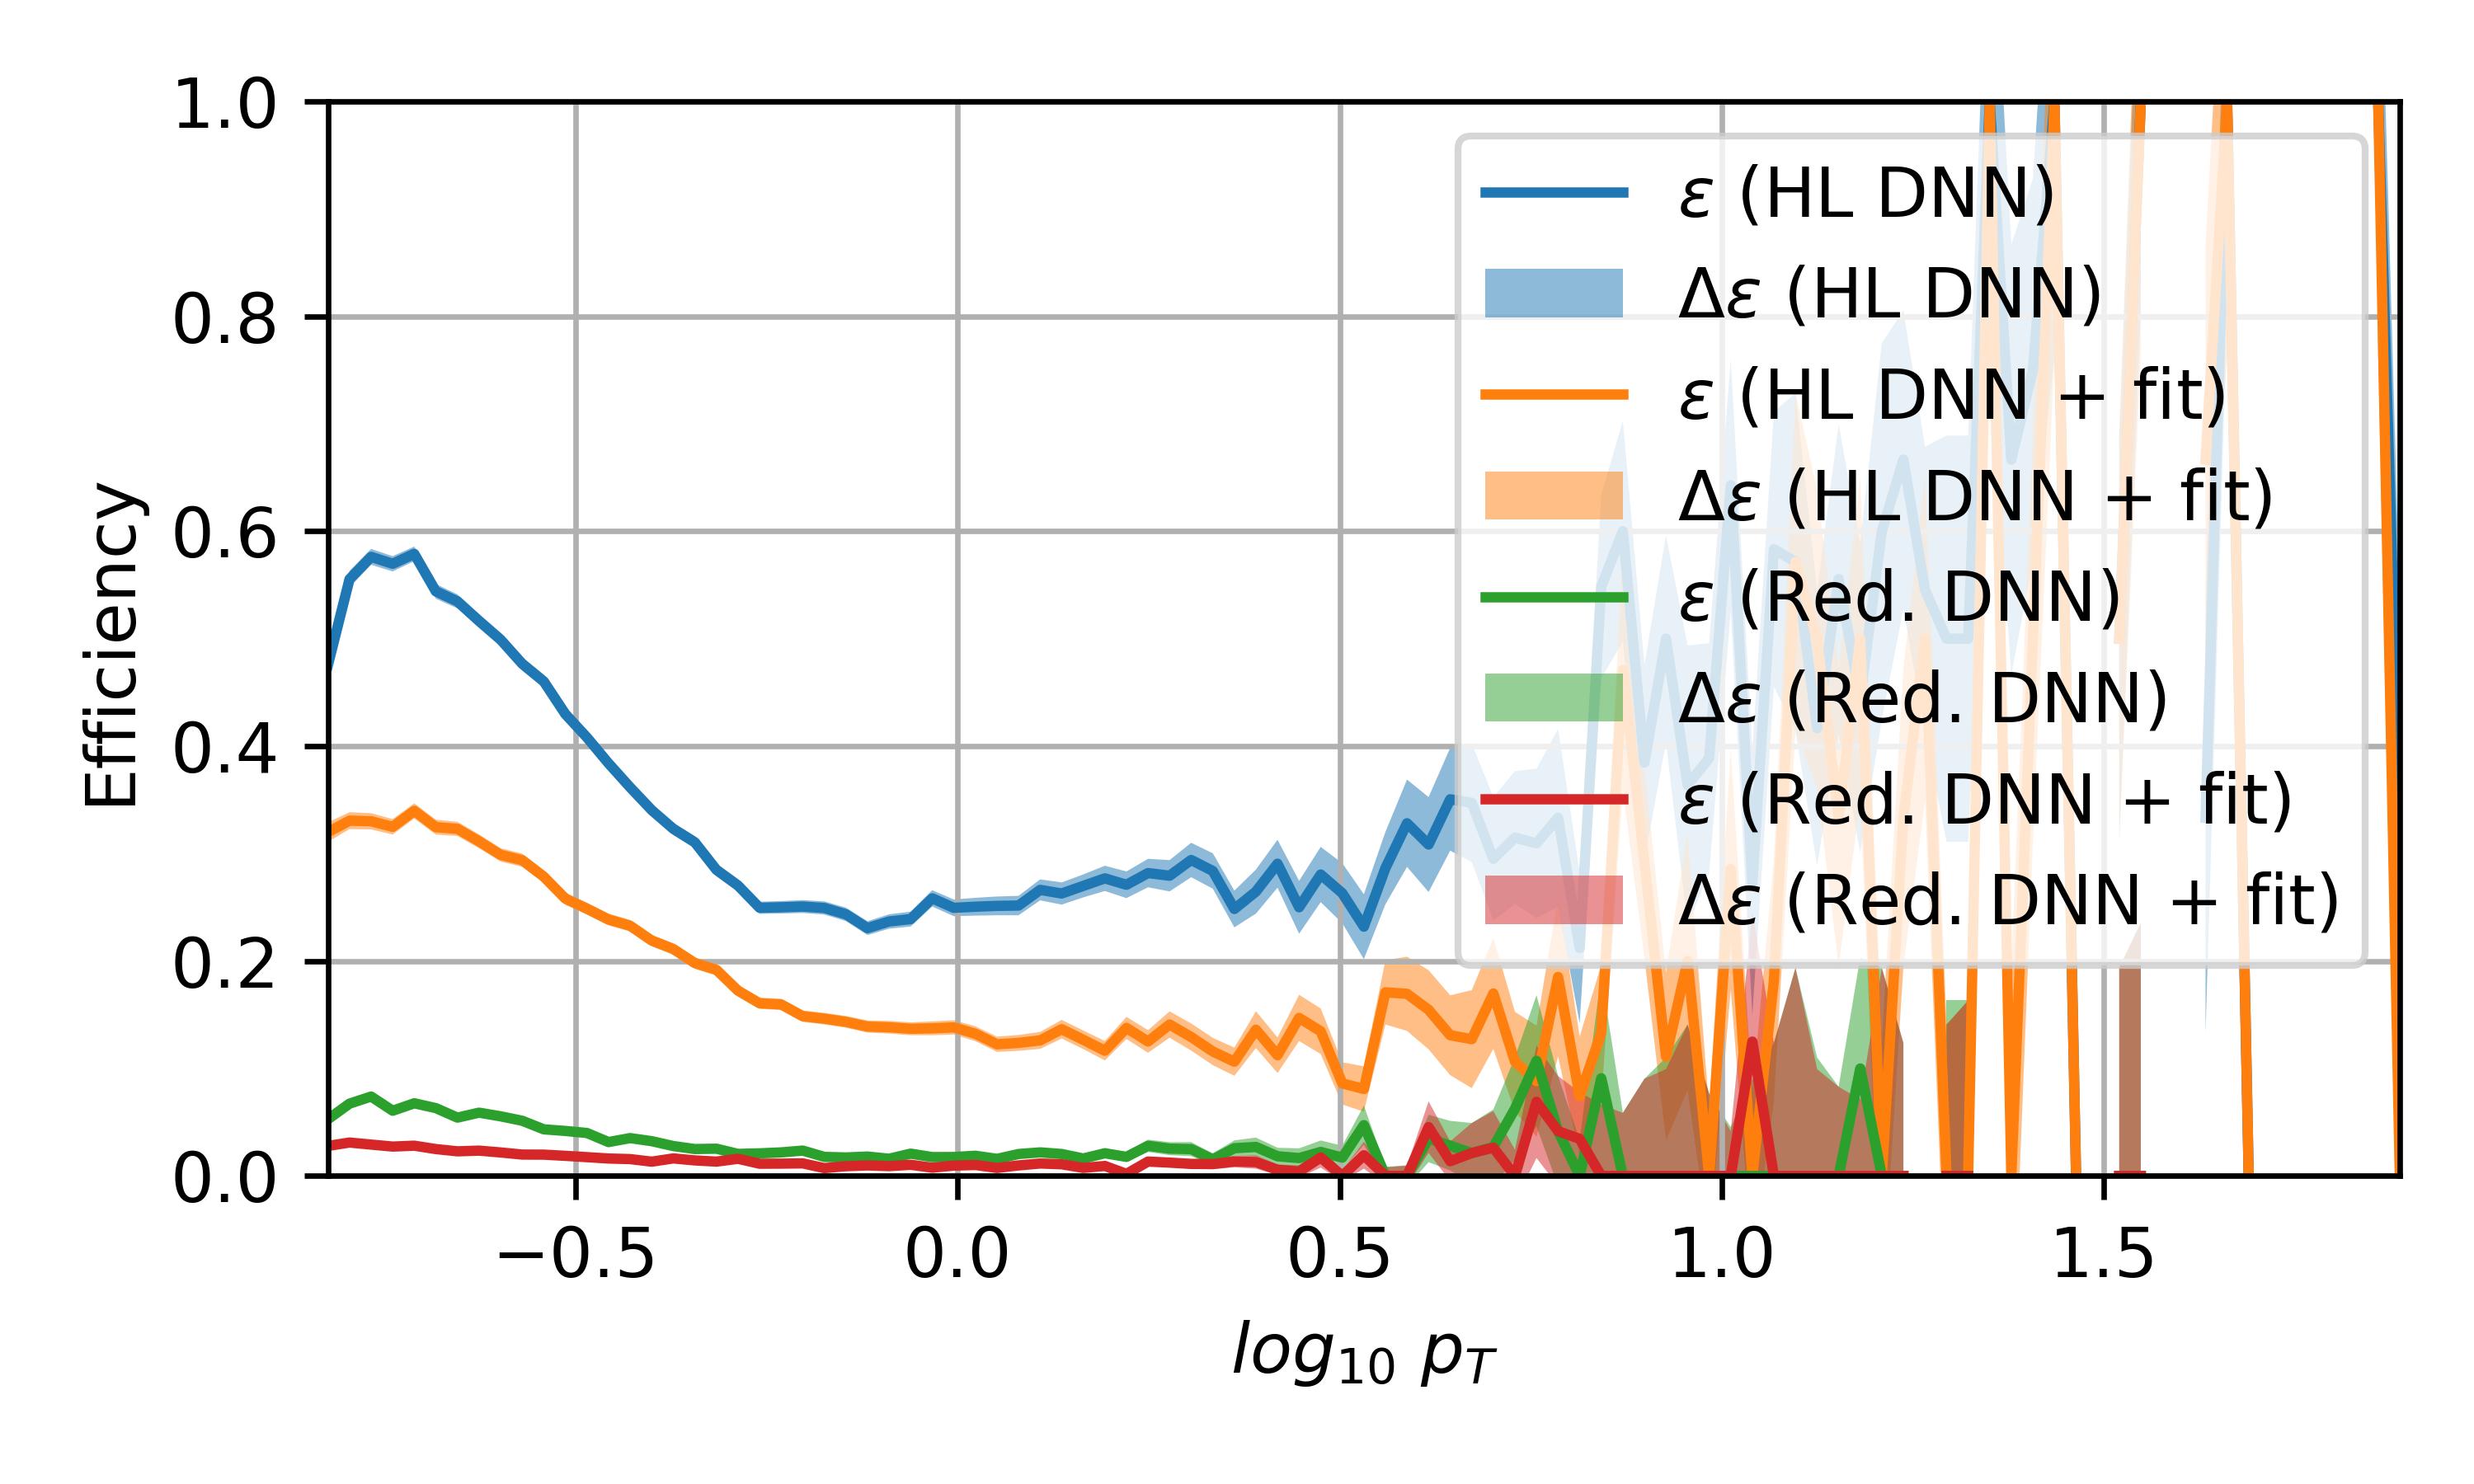 1.0
0.8
0.6
0.4
0.2
0.0
Efficiency
−0.5
0.0
0.5
1.0
1.5
log₁₀ p_T
ε (HL DNN)
Δε (HL DNN)
ε (HL DNN + fit)
Δε (HL DNN + fit)
ε (Red. DNN)
Δε (Red. DNN)
ε (Red. DNN + fit)
Δε (Red. DNN + fit)